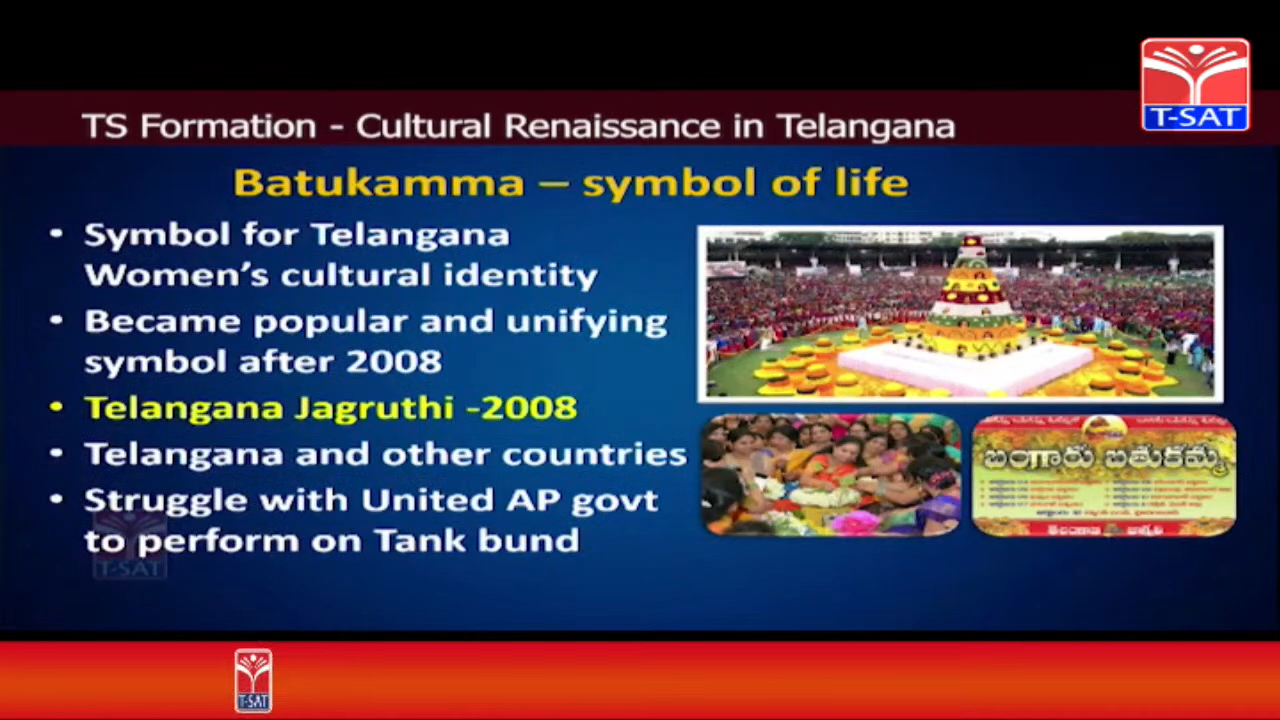 T-SAT
TS Formation - Cultural Renaissance in Telangana
Batukamma – symbol of life
• Symbol for Telangana
Women's cultural identity
• Became popular and unifying
symbol after 2008
• Telangana Jagruthi -2008
• Telangana and other countries
• Struggle with United AP govt
to perform on Tank bund
బంగారు బతుకమ్మ
తెలంగాణ జాగృతి
T-SAT
T-SAT